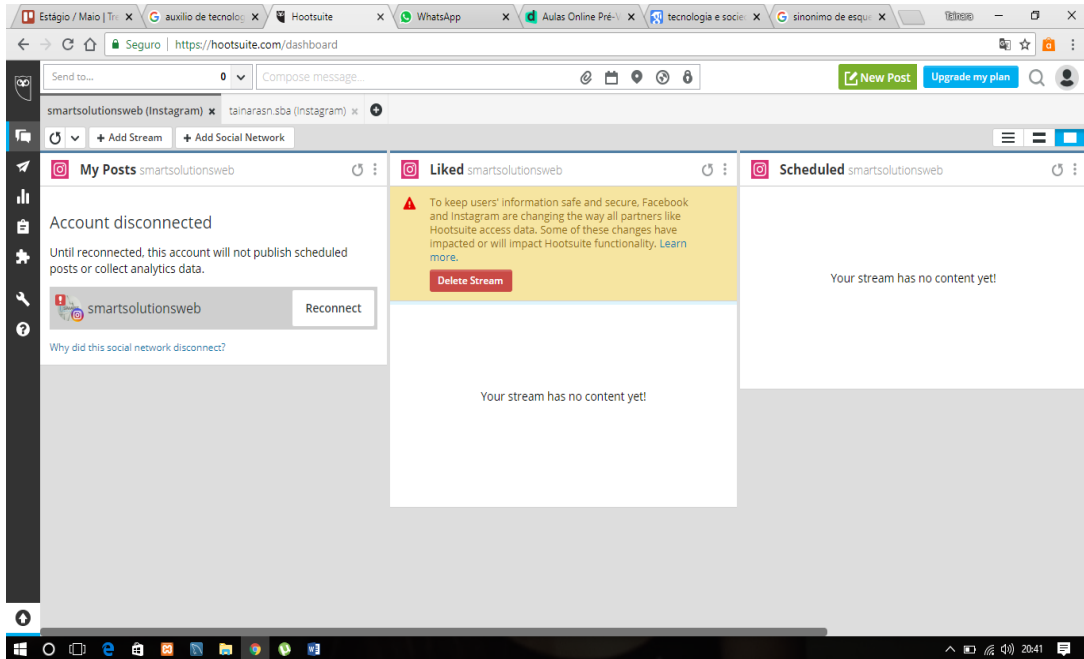 Estágio / Maio | Tre
auxilio de tecnolog
Hootsuite
WhatsApp
Aulas Online Pré-V
tecnologia e socie
sinonimo de esque
Tainara
Seguro | https://hootsuite.com/dashboard
Send to... 0
Compose message...
New Post
Upgrade my plan
smartsolutionsweb (Instagram)
tainarasn.sba (Instagram)
+ Add Stream
+ Add Social Network
My Posts smartsolutionsweb
Account disconnected
Until reconnected, this account will not publish scheduled
posts or collect analytics data.
smartsolutionsweb
Reconnect
Why did this social network disconnect?
Liked smartsolutionsweb
To keep users' information safe and secure, Facebook
and Instagram are changing the way all partners like
Hootsuite access data. Some of these changes have
impacted or will impact Hootsuite functionality. Learn
more.
Delete Stream
Your stream has no content yet!
Scheduled smartsolutionsweb
Your stream has no content yet!
20:41